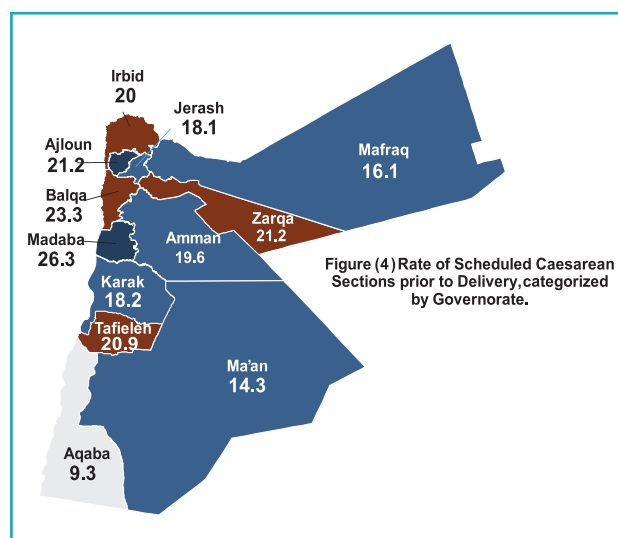 Irbid
20
Jerash
18.1
Ajloun
21.2
Mafraq
16.1
Balqa
23.3
Zarqa
21.2
Madaba
26.3
Amman
19.6
Figure (4) Rate of Scheduled Caesarean
Sections prior to Delivery,categorized
by Governorate.
Karak
18.2
Tafieleh
20.9
Ma'an
14.3
Aqaba
9.3